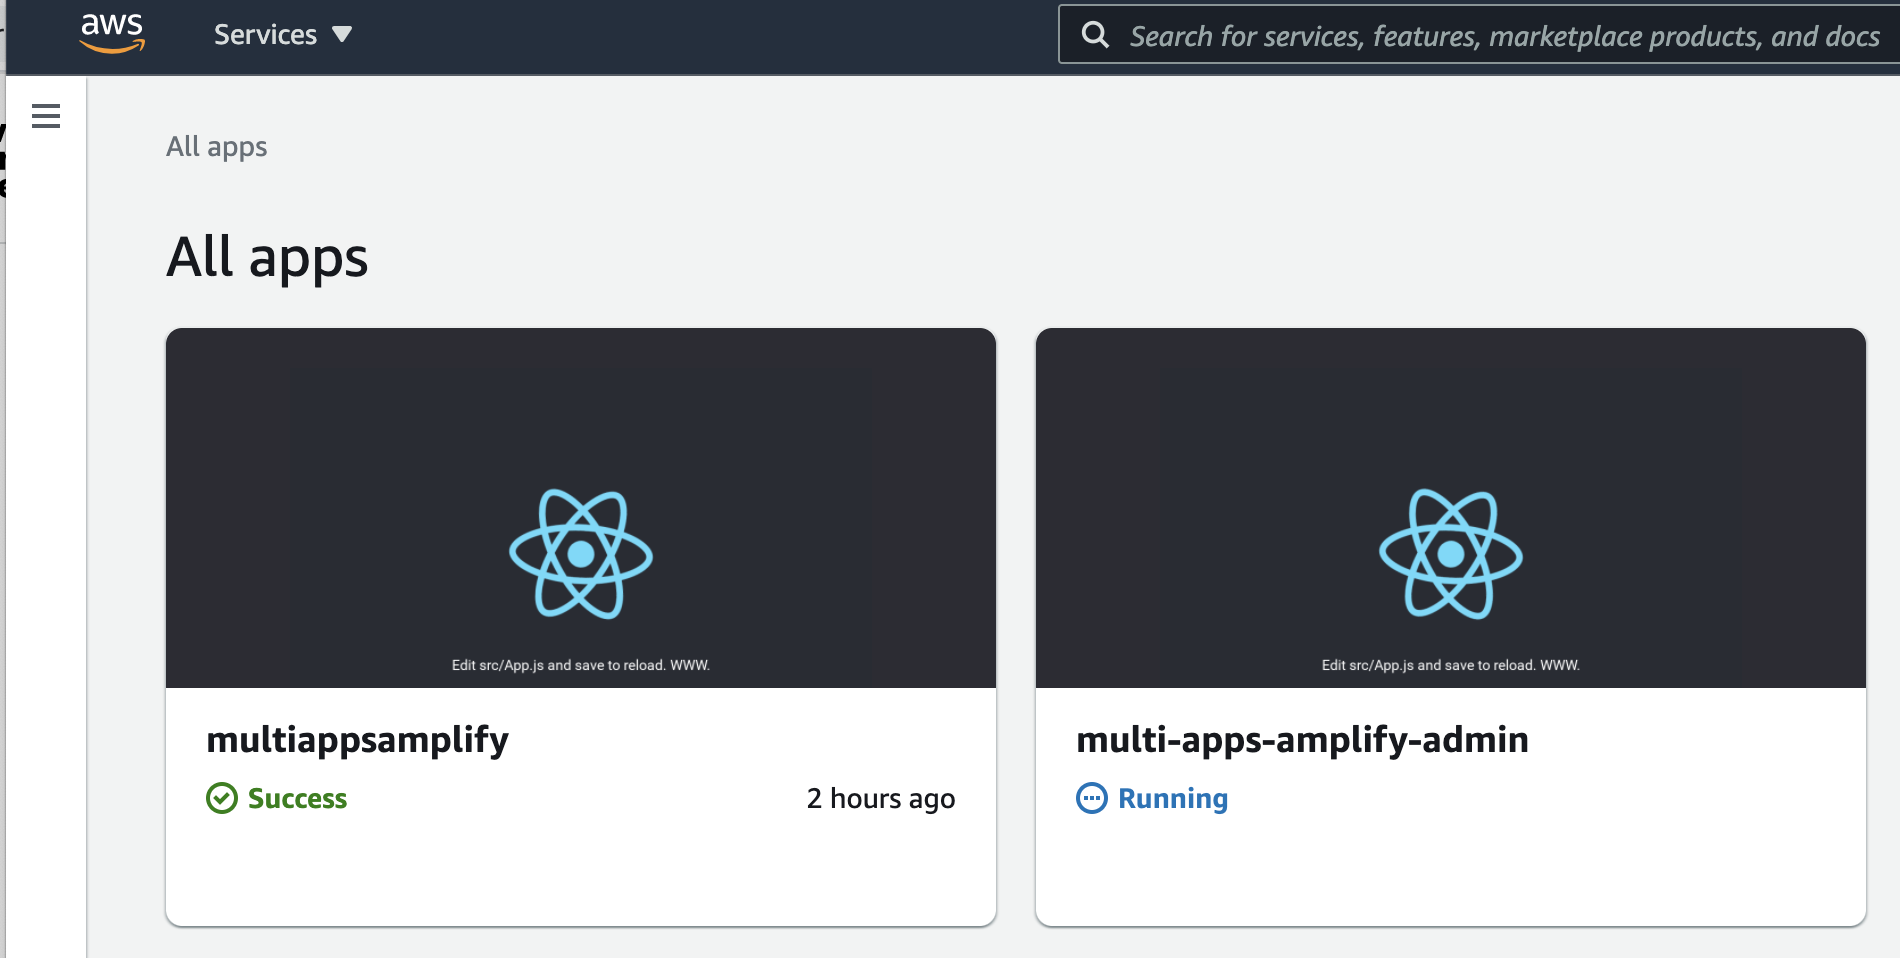 aws
Services
Search for services, features, marketplace products, and docs
All apps
All apps
Edit src/App.js and save to reload. WWW.
Edit src/App.js and save to reload. WWW.
multiappsamplify
multi-apps-amplify-admin
Success
2 hours ago
Running